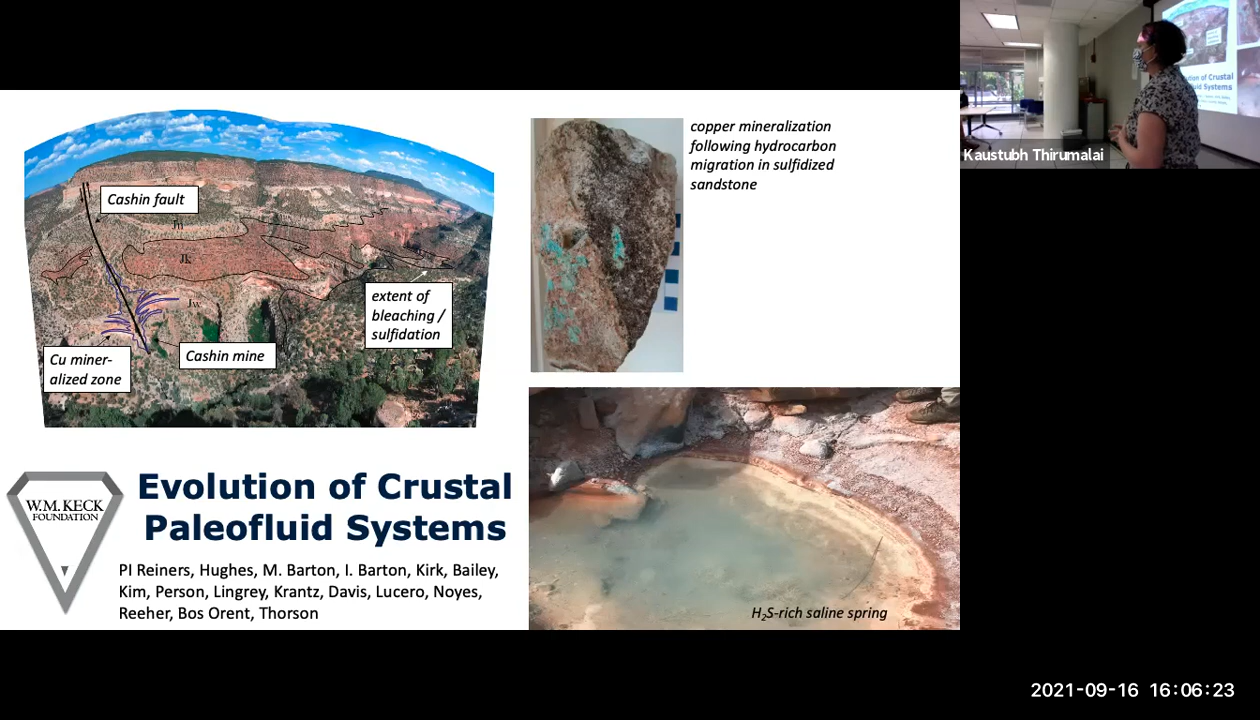 Cashin fault
Jn
Jk
Jw
extent of
bleaching /
sulfidation
Cu miner-
alized zone
Cashin mine
copper mineralization
following hydrocarbon
migration in sulfidized
sandstone
H₂S-rich saline spring
W.M. KECK
FOUNDATION
Evolution of Crustal
Paleofluid Systems
PI Reiners, Hughes, M. Barton, I. Barton, Kirk, Bailey,
Kim, Person, Lingrey, Krantz, Davis, Lucero, Noyes,
Reeher, Bos Orent, Thorson
Kaustubh Thirumalai
2021-09-16 16:06:23